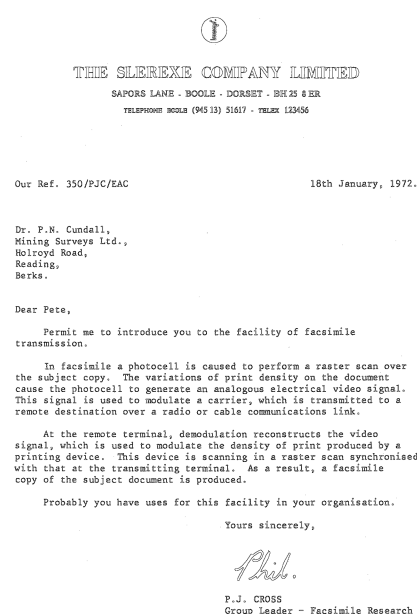 THE SLEREXE COMPANY LIMITED
SAPORS LANE - BOOLE - DORSET - BH 25 8 ER
TELEPHONE BOOLE (945 13) 51617 - TELEX 123456
Our Ref. 350/PJC/EAC 18th January, 1972.
Dr. P.N. Cundall,
Mining Surveys Ltd.,
Holroyd Road,
Reading,
Berks.
Dear Pete,
Permit me to introduce you to the facility of facsimile
transmission.
In facsimile a photocell is caused to perform a raster scan over
the subject copy. The variations of print density on the document
cause the photocell to generate an analogous electrical video signal.
This signal is used to modulate a carrier, which is transmitted to a
remote destination over a radio or cable communications link.
At the remote terminal, demodulation reconstructs the video
signal, which is used to modulate the density of print produced by a
printing device. This device is scanning in a raster scan synchronised
with that at the transmitting terminal. As a result, a facsimile
copy of the subject document is produced.
Probably you have uses for this facility in your organisation.
Yours sincerely,
Phil.
P.J. CROSS
Group Leader - Facsimile Research